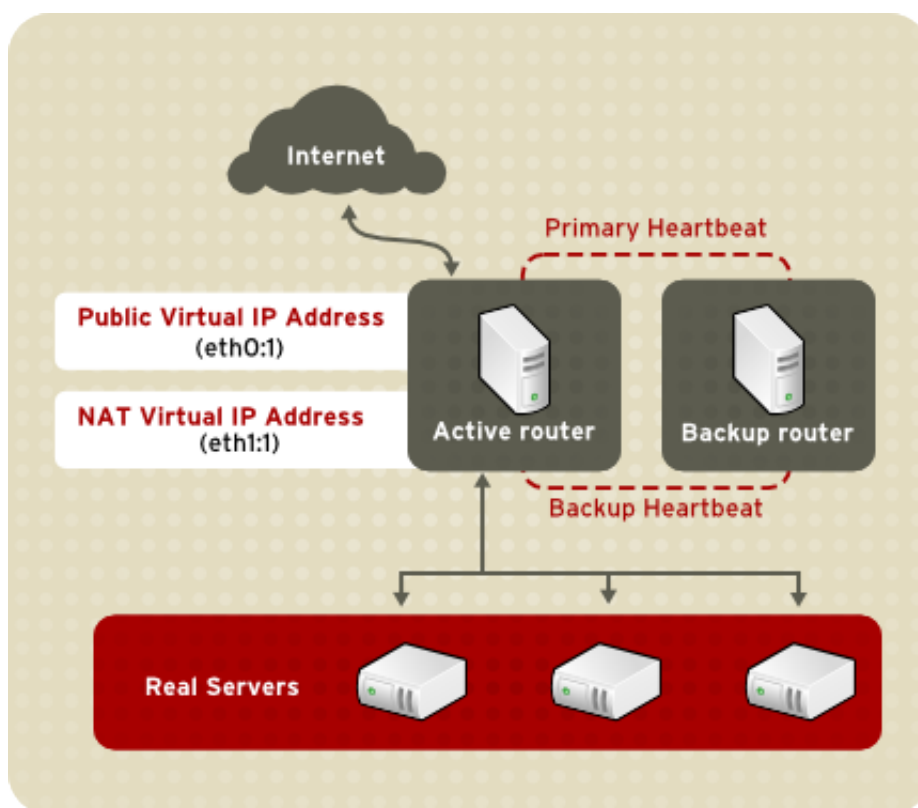 Internet
Primary Heartbeat
Public Virtual IP Address
(eth0:1)
NAT Virtual IP Address
(eth1:1)
Active router
Backup router
Backup Heartbeat
Real Servers